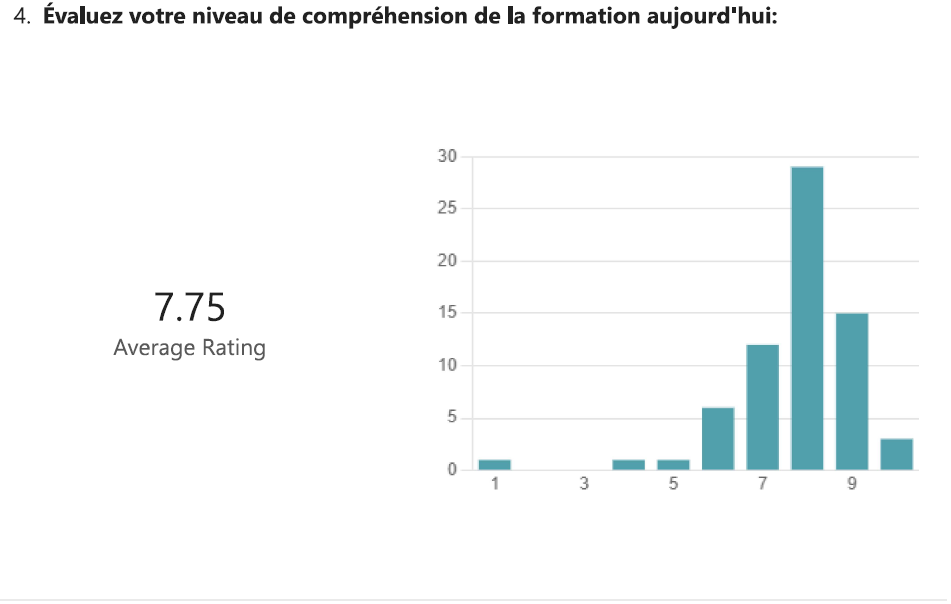 4. Évaluez votre niveau de compréhension de la formation aujourd'hui:
30
25
20
15
10
5
0
1 3 5 7 9
7.75
Average Rating